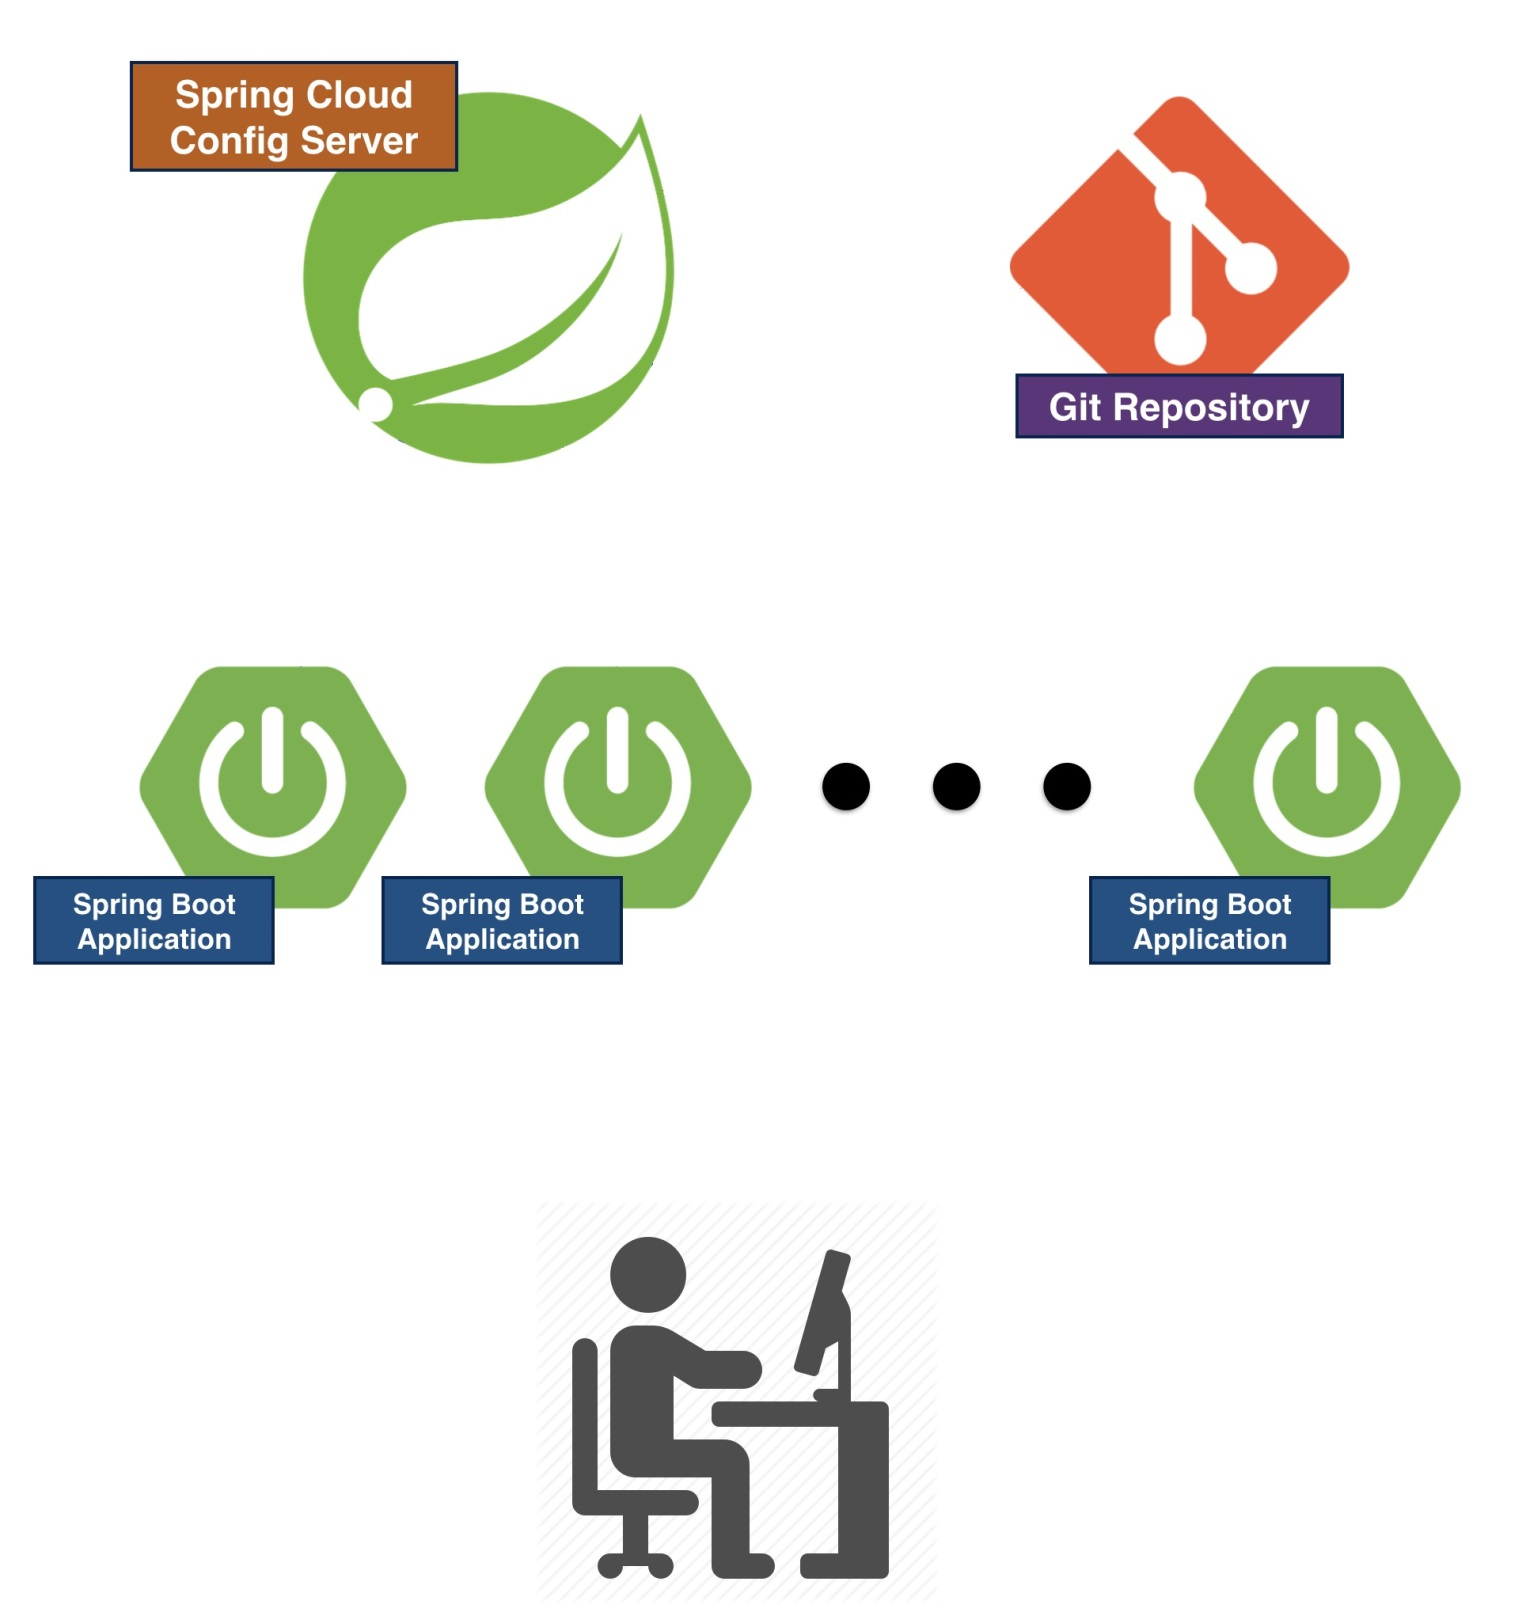 Spring Cloud
Config Server
Git Repository
Spring Boot
Application
Spring Boot
Application
Spring Boot
Application